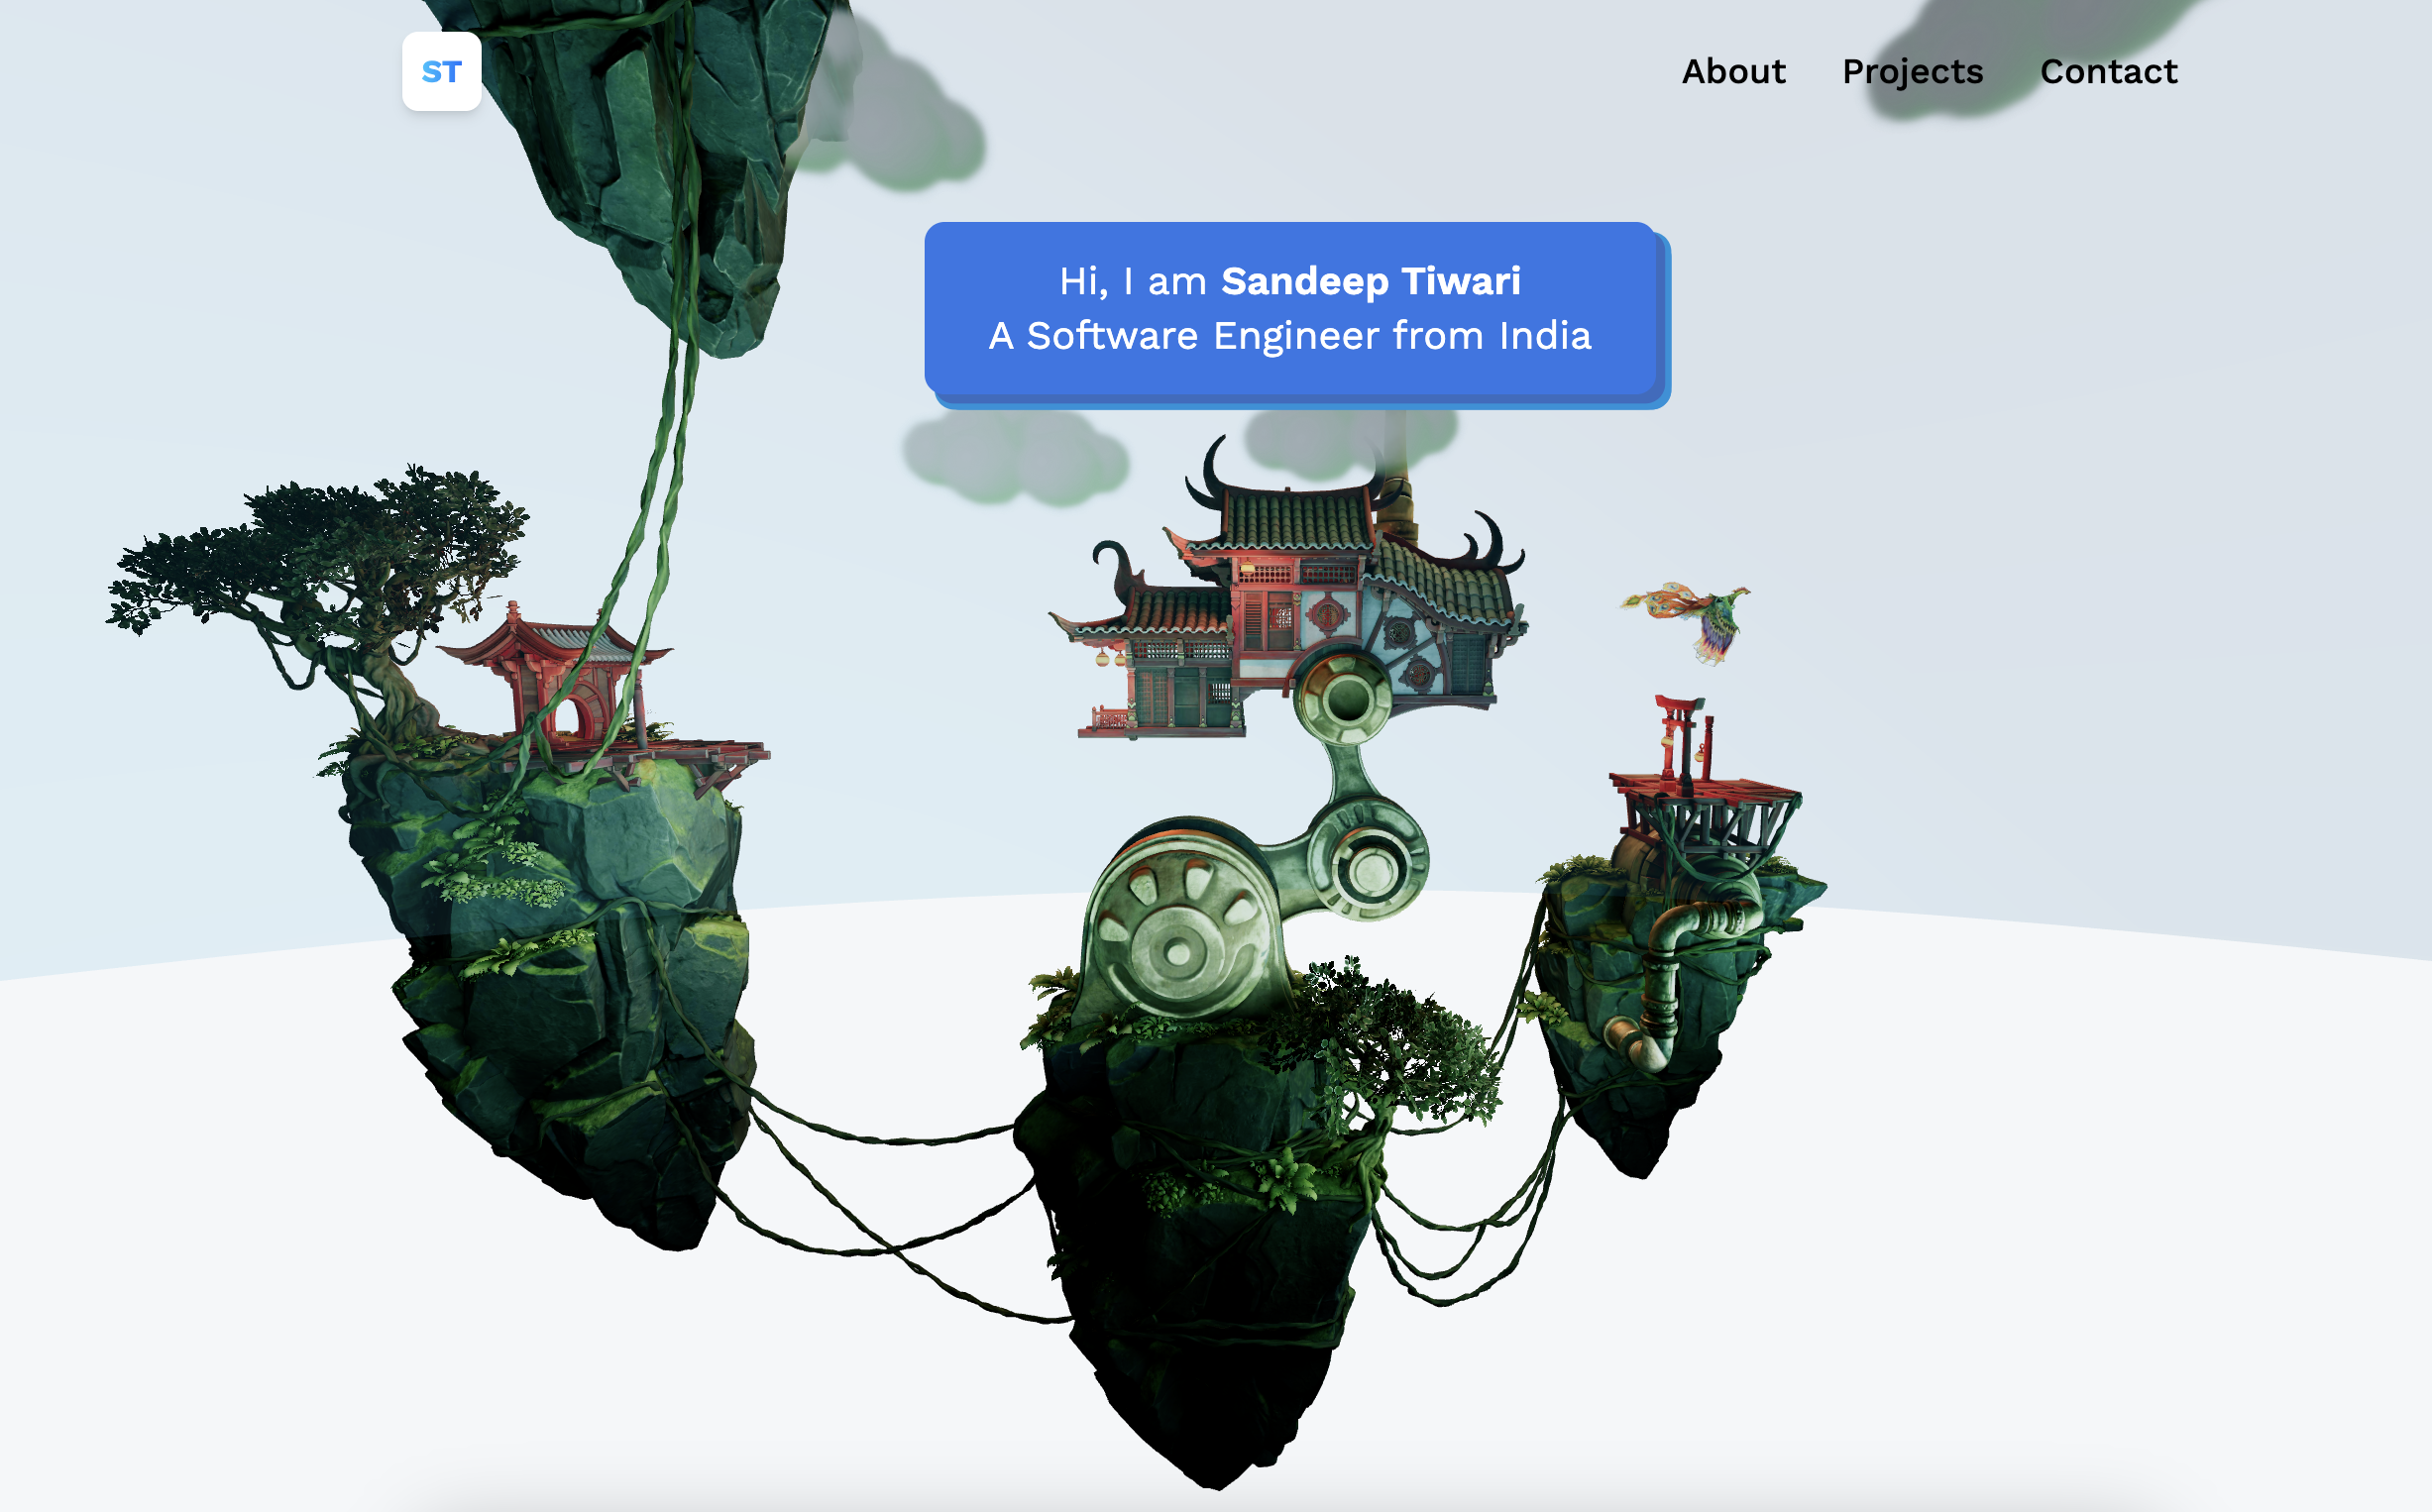 ST
About
Projects
Contact
Hi, I am Sandeep Tiwari
A Software Engineer from India